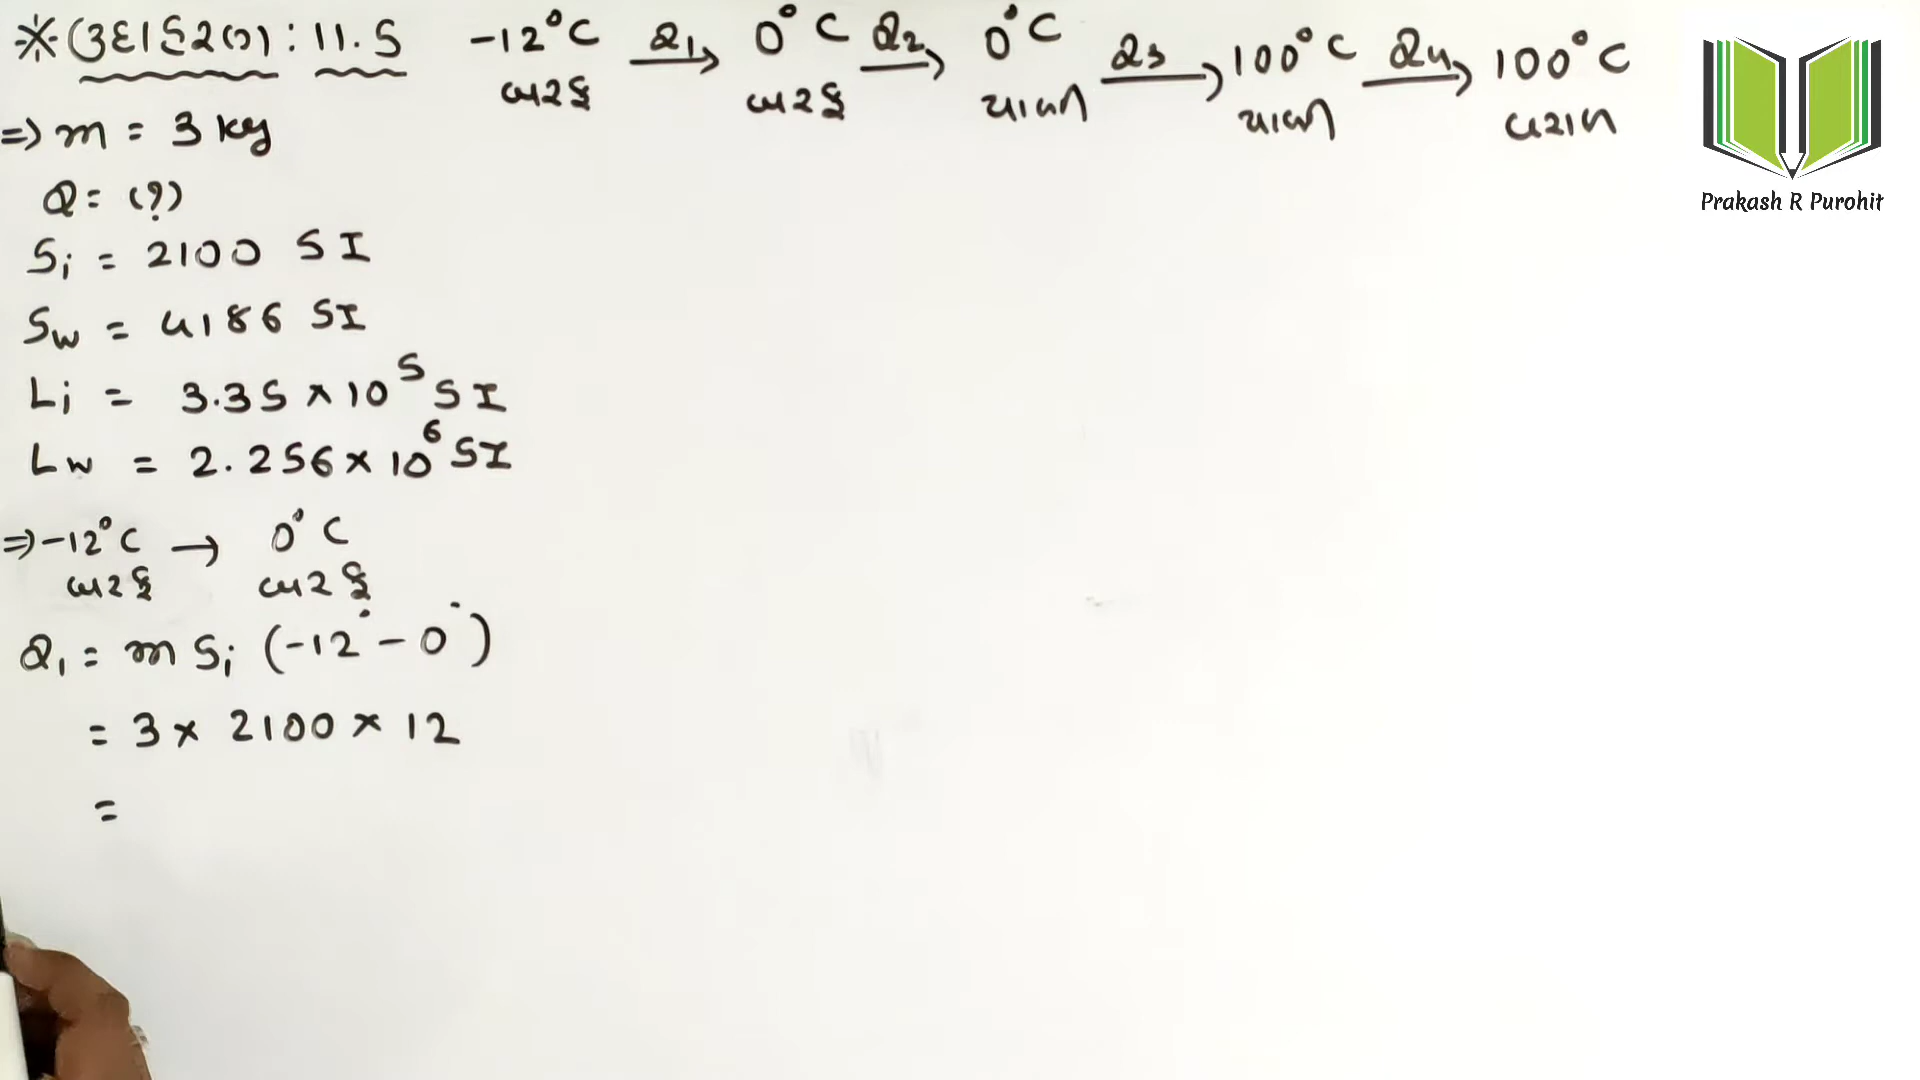 * ઉદાહરણ : 11.5
-12°C Q1→ 0°C Q2→ 0°C Q3→ 100°C Q4→ 100°C
બરફ બરફ પાણી પાણી વરાળ
Prakash R Purohit
⇒ m = 3 kg
Q = (?)
Si = 2100 SI
Sw = 4186 SI
Li = 3.35 × 10⁵ SI
Lw = 2.256 × 10⁶ SI
⇒ -12°C → 0°C
બરફ બરફ
Q1 = m Si (-12° - 0°)
= 3 × 2100 × 12
=